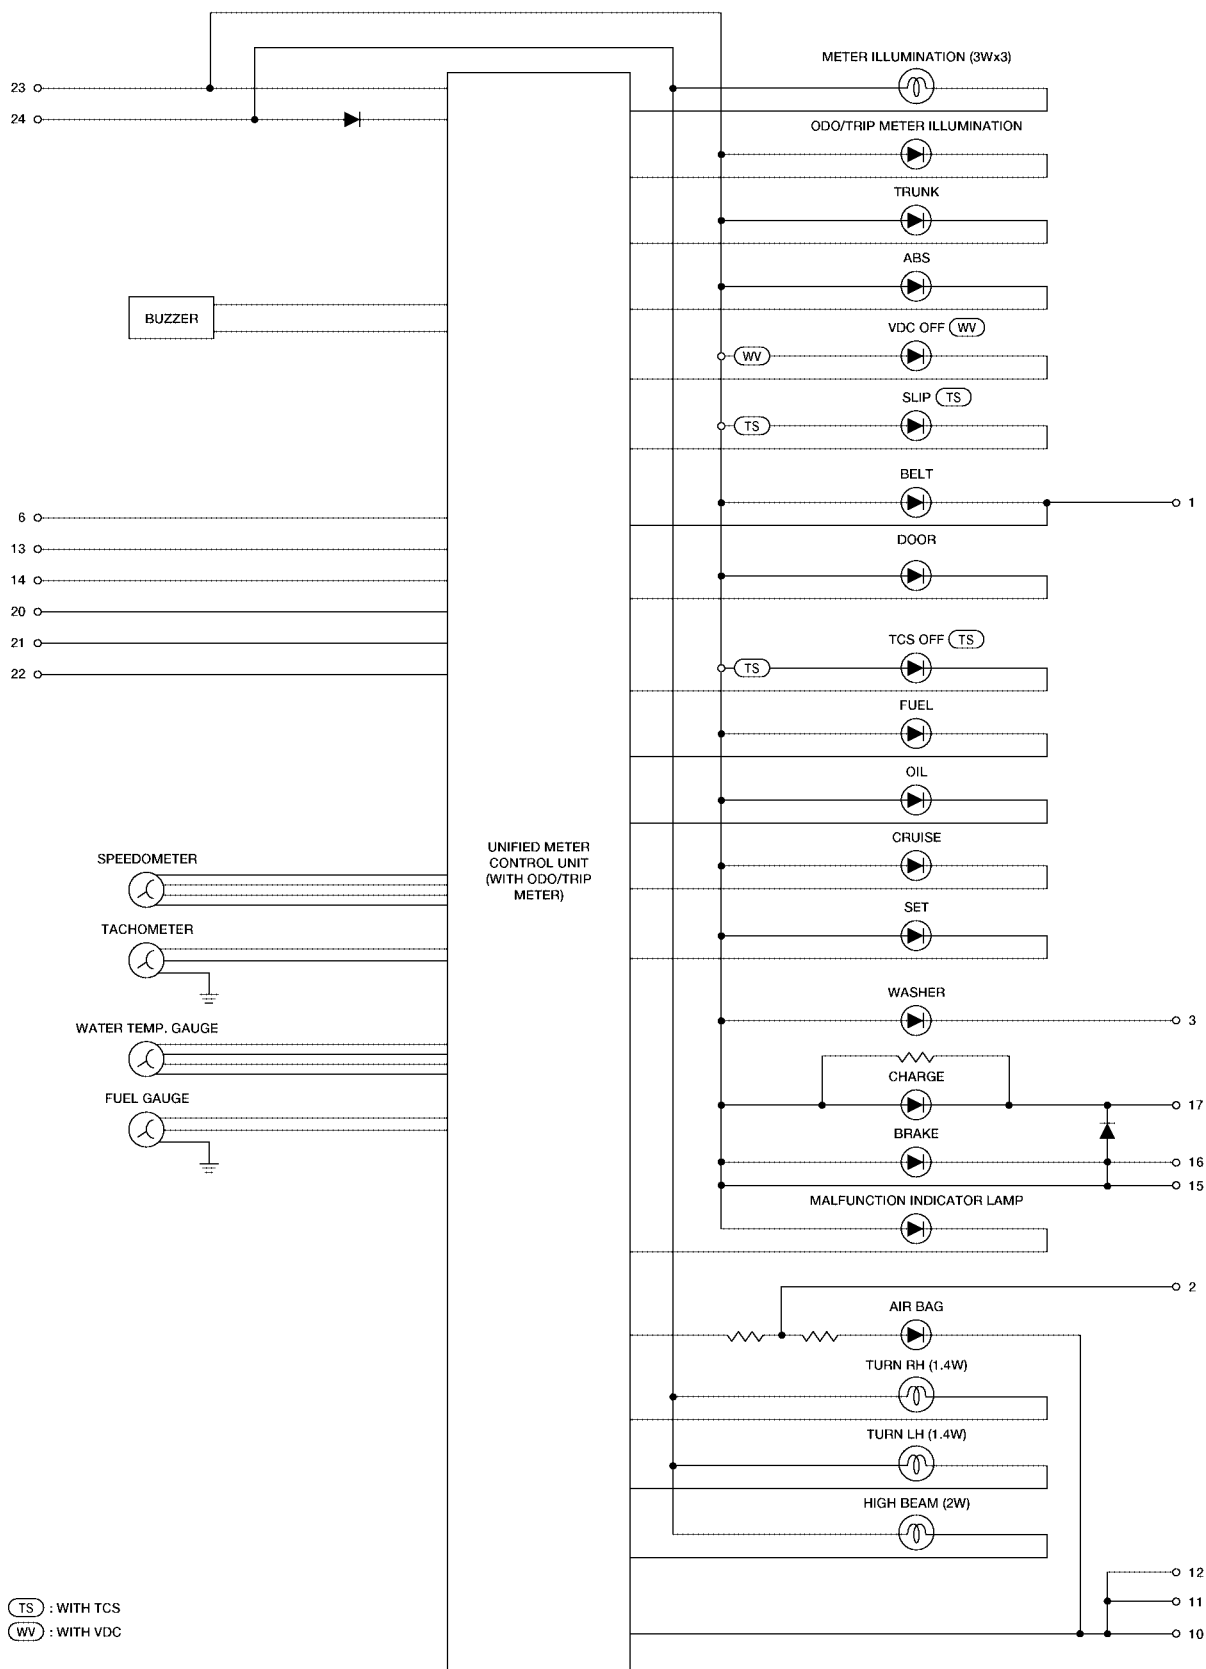 METER ILLUMINATION (3Wx3)
23
24
ODO/TRIP METER ILLUMINATION
TRUNK
ABS
BUZZER
VDC OFF WV
WV
SLIP TS
TS
BELT
1
6
13
14
20
21
22
DOOR
TCS OFF TS
TS
FUEL
OIL
CRUISE
SET
UNIFIED METER
CONTROL UNIT
(WITH ODO/TRIP
METER)
SPEEDOMETER
TACHOMETER
WATER TEMP. GAUGE
FUEL GAUGE
WASHER
3
CHARGE
17
BRAKE
16
15
MALFUNCTION INDICATOR LAMP
2
AIR BAG
TURN RH (1.4W)
TURN LH (1.4W)
HIGH BEAM (2W)
12
11
10
TS : WITH TCS
WV : WITH VDC